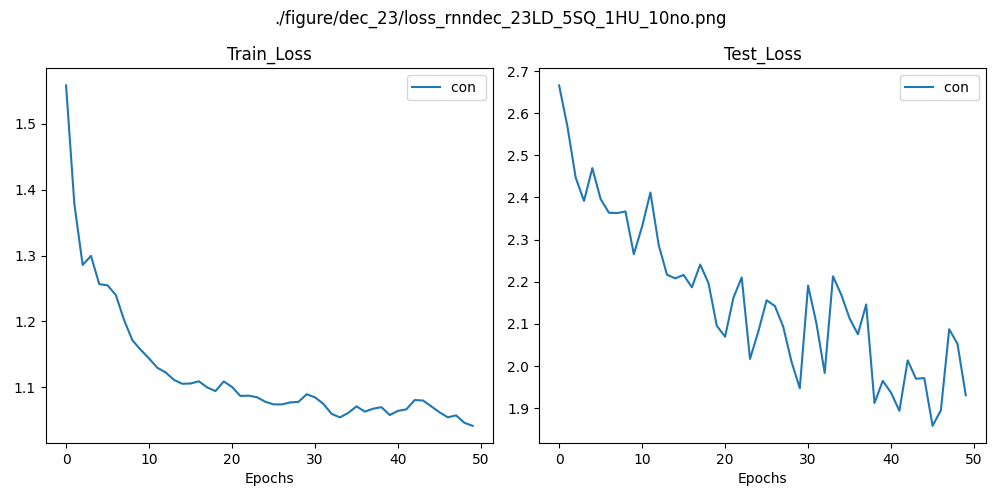 ./figure/dec_23/loss_rnndec_23LD_5SQ_1HU_10no.png
Train_Loss
con
1.5
1.4
1.3
1.2
1.1
0 10 20 30 40 50
Epochs
Test_Loss
con
2.7
2.6
2.5
2.4
2.3
2.2
2.1
2.0
1.9
0 10 20 30 40 50
Epochs